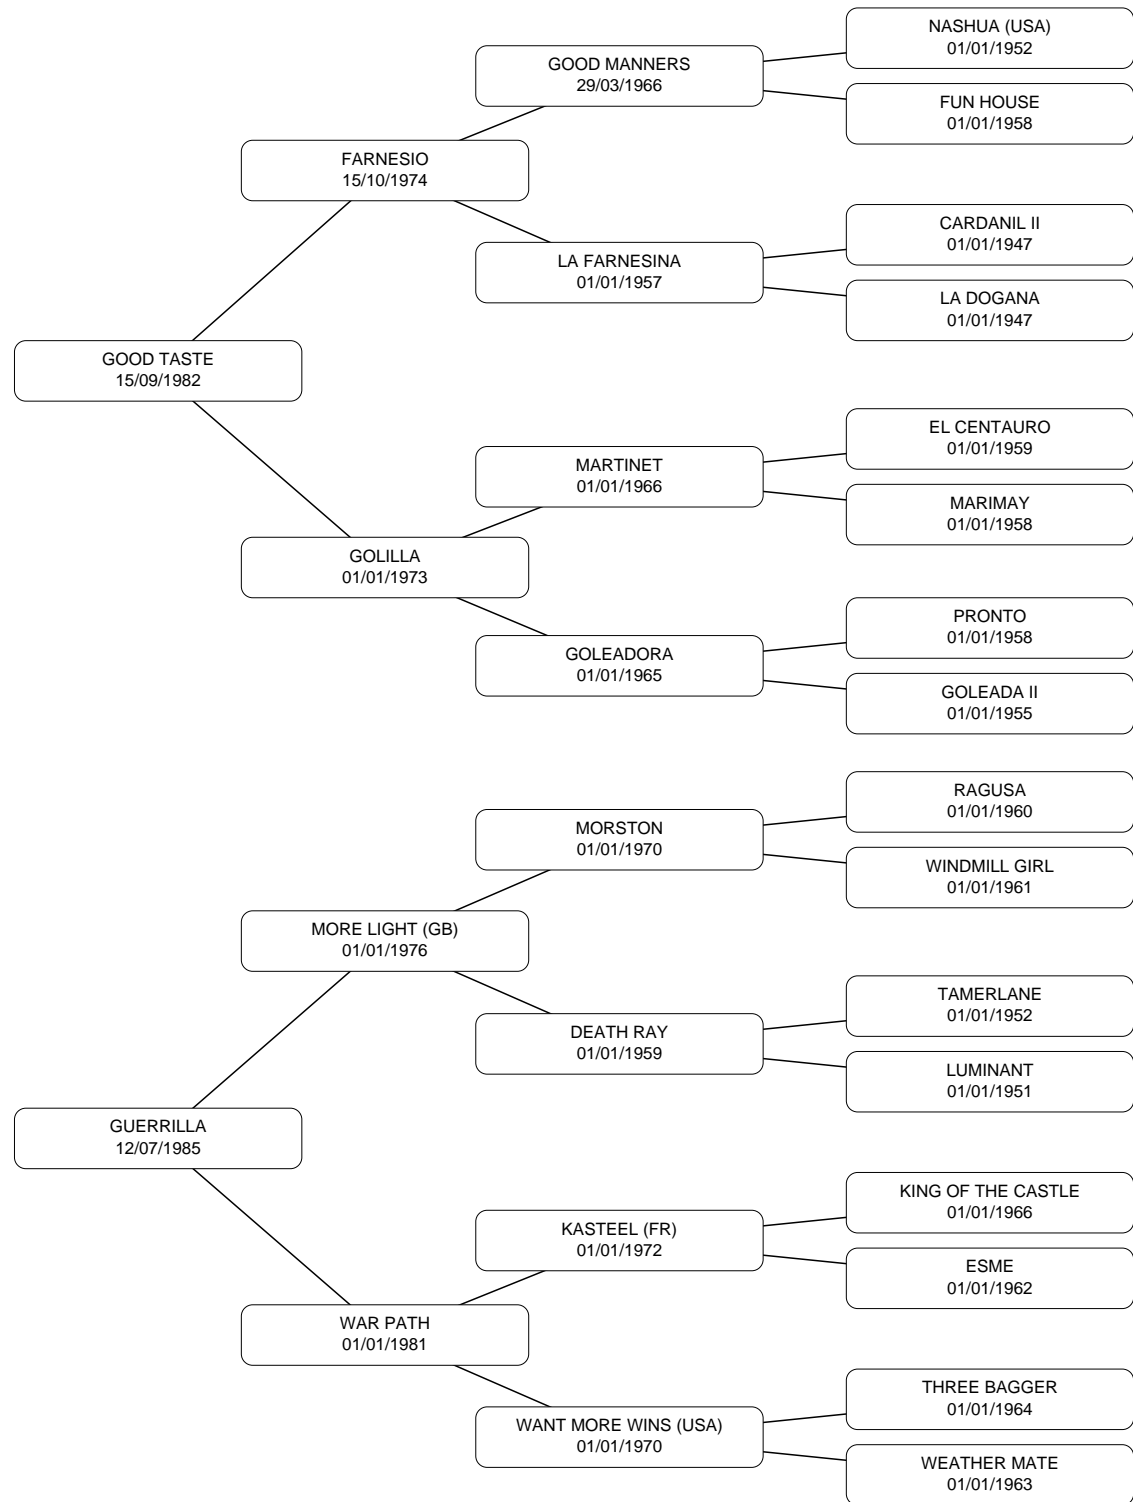 NASHUA (USA)
01/01/1952
GOOD MANNERS
29/03/1966
FUN HOUSE
01/01/1958
FARNESIO
15/10/1974
CARDANIL II
01/01/1947
LA FARNESINA
01/01/1957
LA DOGANA
01/01/1947
GOOD TASTE
15/09/1982
EL CENTAURO
01/01/1959
MARTINET
01/01/1966
MARIMAY
01/01/1958
GOLILLA
01/01/1973
PRONTO
01/01/1958
GOLEADORA
01/01/1965
GOLEADA II
01/01/1955
RAGUSA
01/01/1960
MORSTON
01/01/1970
WINDMILL GIRL
01/01/1961
MORE LIGHT (GB)
01/01/1976
TAMERLANE
01/01/1952
DEATH RAY
01/01/1959
LUMINANT
01/01/1951
GUERRILLA
12/07/1985
KING OF THE CASTLE
01/01/1966
KASTEEL (FR)
01/01/1972
ESME
01/01/1962
WAR PATH
01/01/1981
THREE BAGGER
01/01/1964
WANT MORE WINS (USA)
01/01/1970
WEATHER MATE
01/01/1963